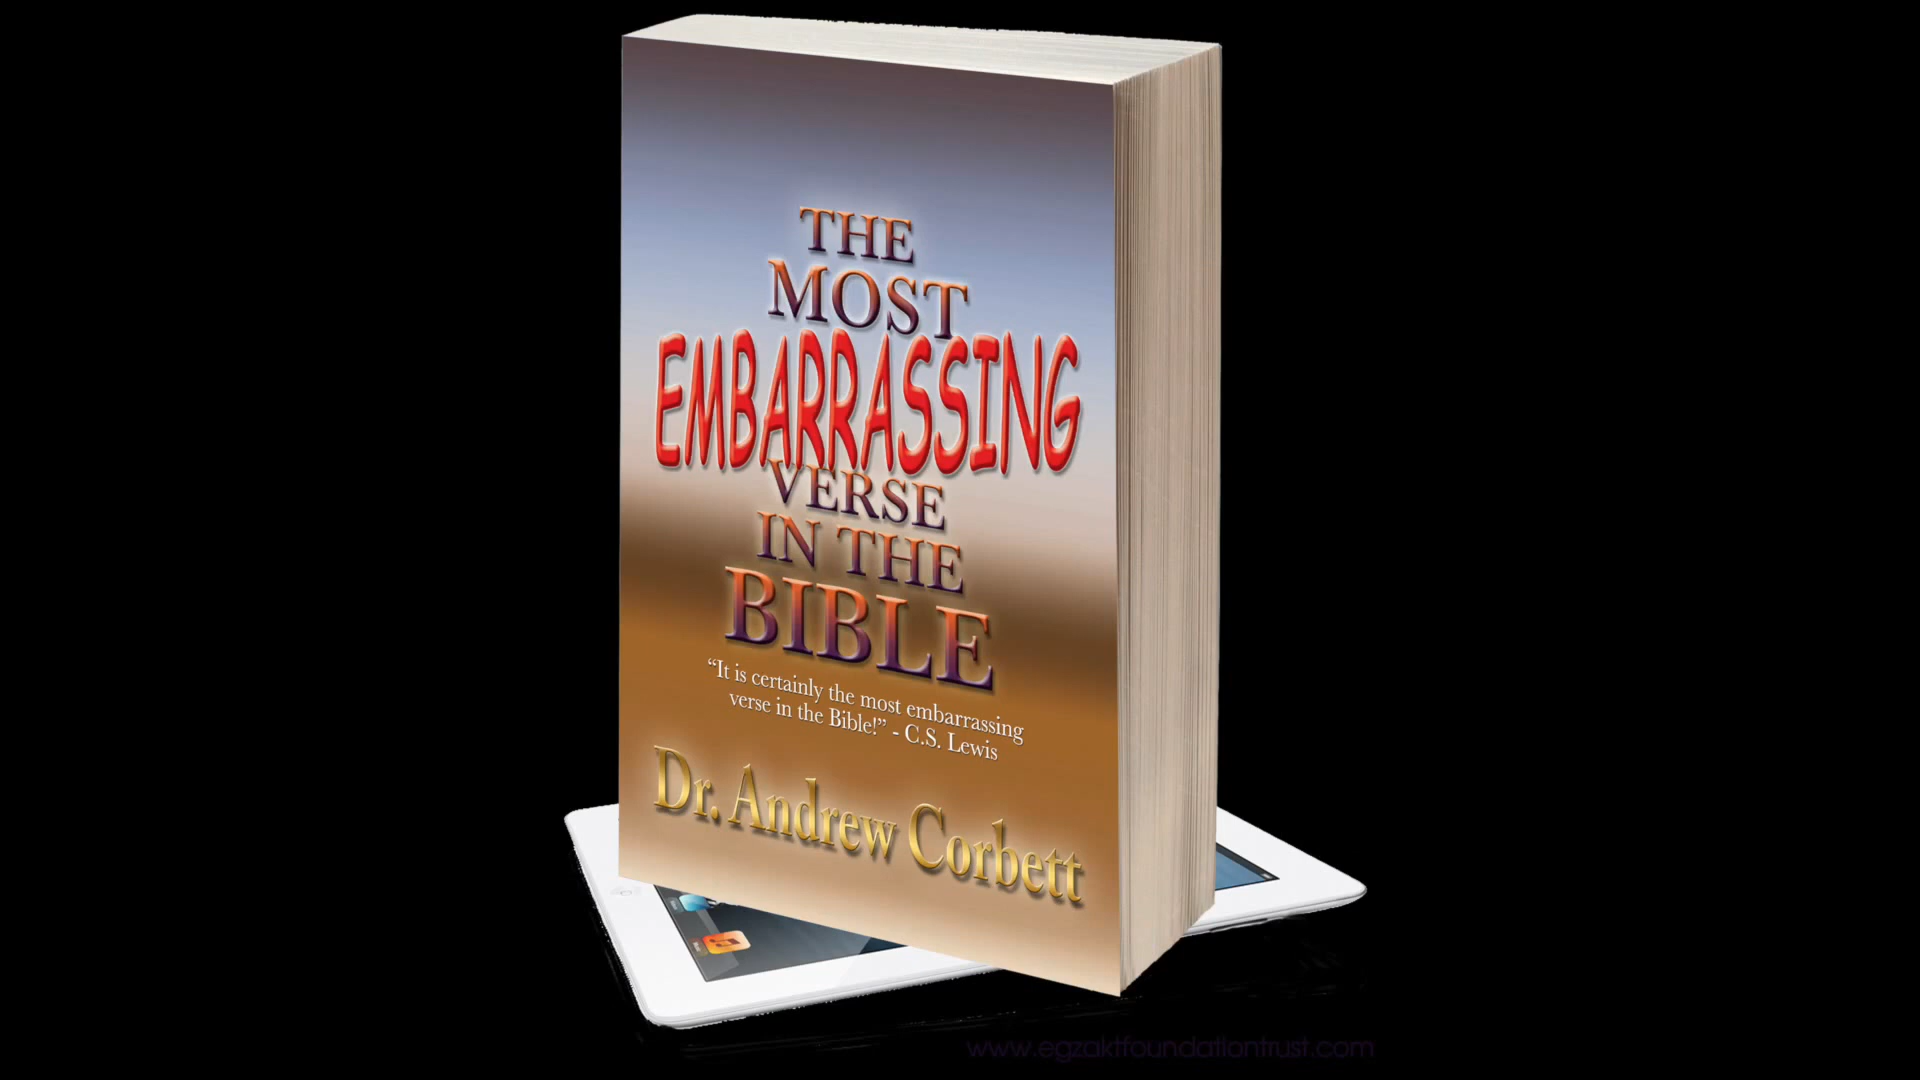 THE
MOST
EMBARRASSING
VERSE
IN THE
BIBLE
“It is certainly the most embarrassing
verse in the Bible!” - C.S. Lewis
Dr. Andrew Corbett
www.egzaktfoundationtrust.com